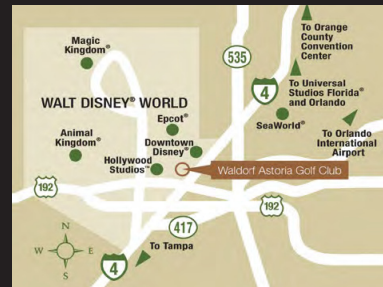 Magic
Kingdom®
535
To Orange
County
Convention
Center
4
To Universal
Studios Florida®
and Orlando
WALT DISNEY® WORLD
Epcot®
SeaWorld®
Animal
Kingdom®
Downtown
Disney®
To Orlando
International
Airport
Hollywood
Studios™
Waldorf Astoria Golf Club
192
192
417
N
W
E
S
To Tampa
4